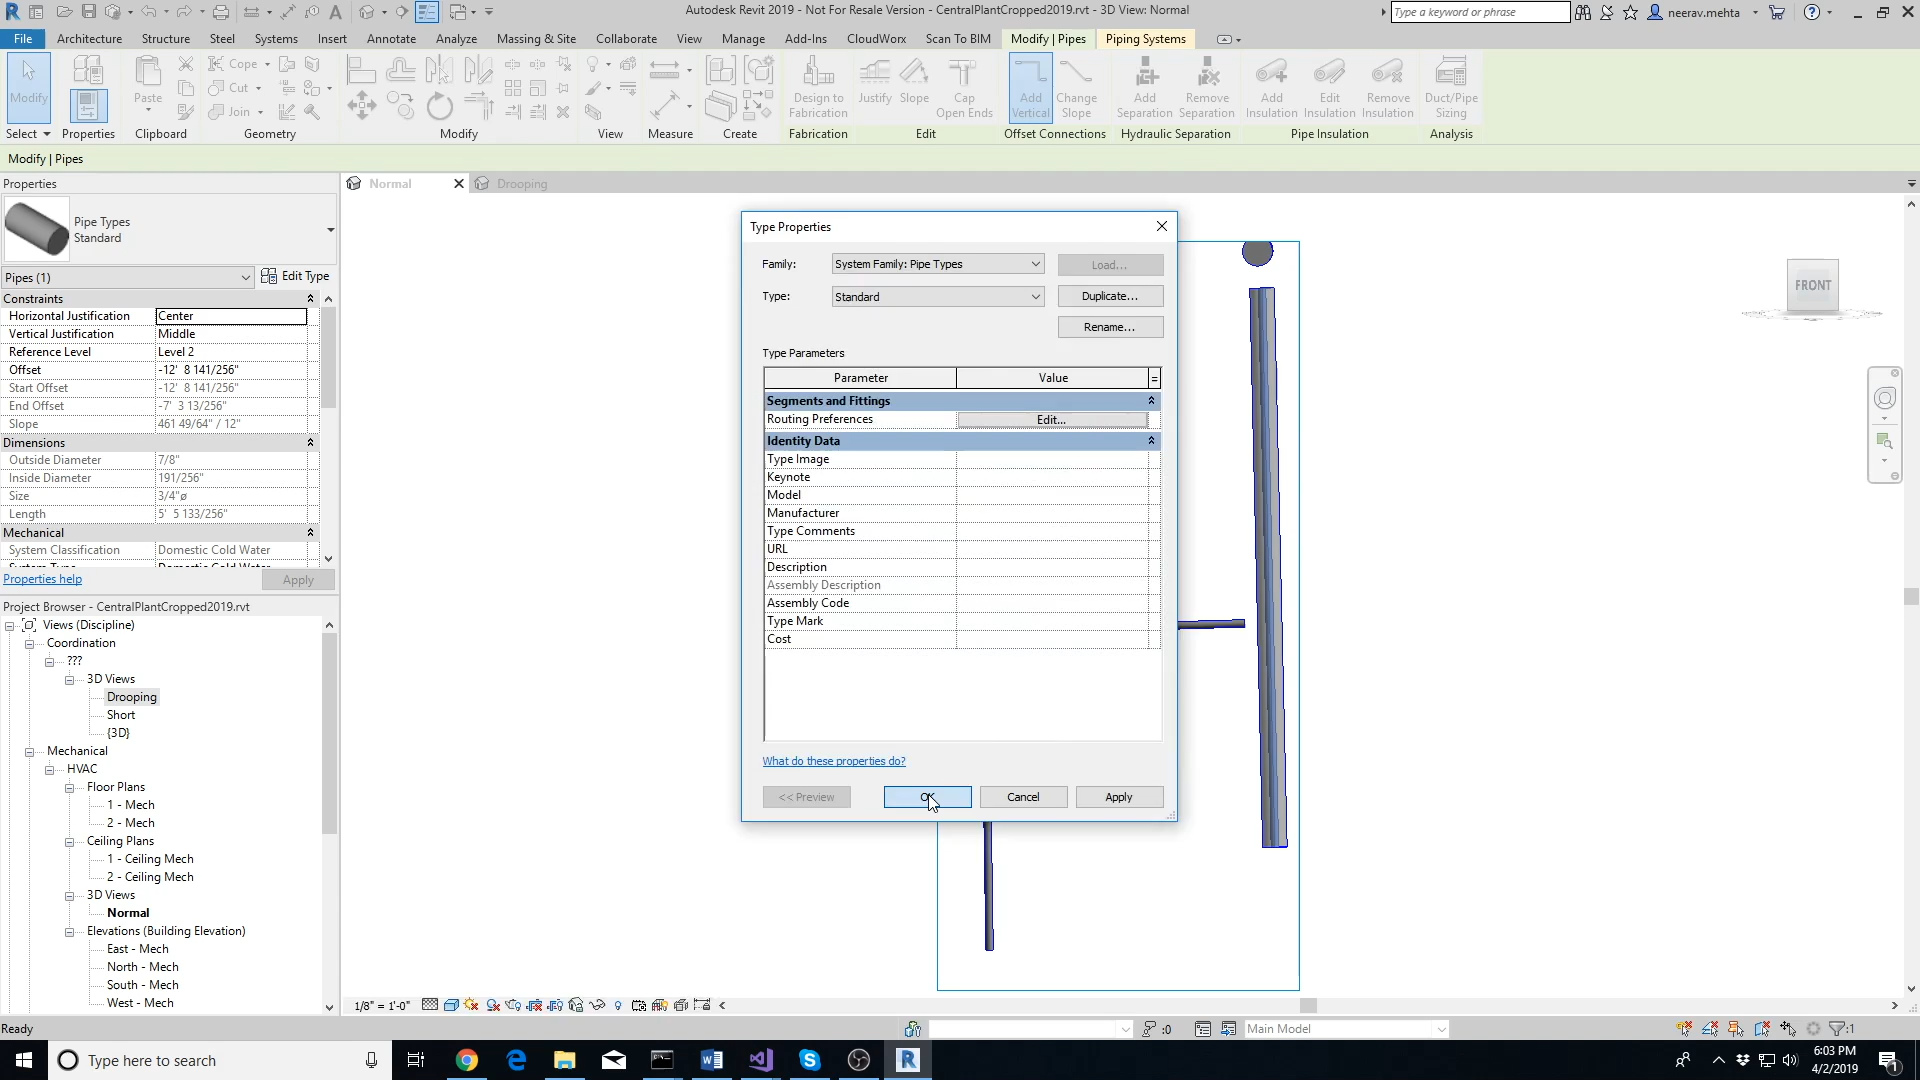 Autodesk Revit 2019 - Not For Resale Version - CentralPlantCropped2019.rvt - 3D View: Normal
Type a keyword or phrase
neerav.mehta
File Architecture Structure Steel Systems Insert Annotate Analyze Massing & Site Collaborate View Manage Add-Ins CloudWorx Scan To BIM Modify | Pipes Piping Systems
Modify
Paste
Cope
Cut
Join
Design to Fabrication
Justify
Slope
Cap Open Ends
Add Vertical
Change Slope
Add Separation
Remove Separation
Add Insulation
Edit Insulation
Remove Insulation
Duct/Pipe Sizing
Select Properties Clipboard Geometry Modify View Measure Create Fabrication Edit Offset Connections Hydraulic Separation Pipe Insulation Analysis
Modify | Pipes
Properties
Normal
Drooping
Pipe Types
Standard
Pipes (1)
Edit Type
Constraints
Horizontal Justification Center
Vertical Justification Middle
Reference Level Level 2
Offset -12' 8 141/256"
Start Offset -12' 8 141/256"
End Offset -7' 3 13/256"
Slope 461 49/64" / 12"
Dimensions
Outside Diameter 7/8"
Inside Diameter 191/256"
Size 3/4"ø
Length 5' 5 133/256"
Mechanical
System Classification Domestic Cold Water
Properties help
Apply
Project Browser - CentralPlantCropped2019.rvt
Views (Discipline)
Coordination
???
3D Views
Drooping
Short
{3D}
Mechanical
HVAC
Floor Plans
1 - Mech
2 - Mech
Ceiling Plans
1 - Ceiling Mech
2 - Ceiling Mech
3D Views
Normal
Elevations (Building Elevation)
East - Mech
North - Mech
South - Mech
West - Mech
Type Properties
Family: System Family: Pipe Types Load...
Type: Standard Duplicate...
Rename...
Type Parameters
Parameter Value =
Segments and Fittings
Routing Preferences Edit...
Identity Data
Type Image
Keynote
Model
Manufacturer
Type Comments
URL
Description
Assembly Description
Assembly Code
Type Mark
Cost
What do these properties do?
<< Preview OK Cancel Apply
FRONT
1/8" = 1'-0"
Ready
:0
Main Model
:1
Type here to search
6:03 PM
4/2/2019
1